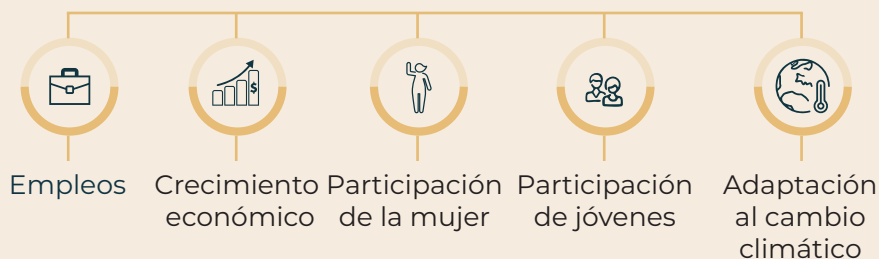 $
Empleos
Crecimiento
económico
Participación
de la mujer
Participación
de jóvenes
Adaptación
al cambio
climático